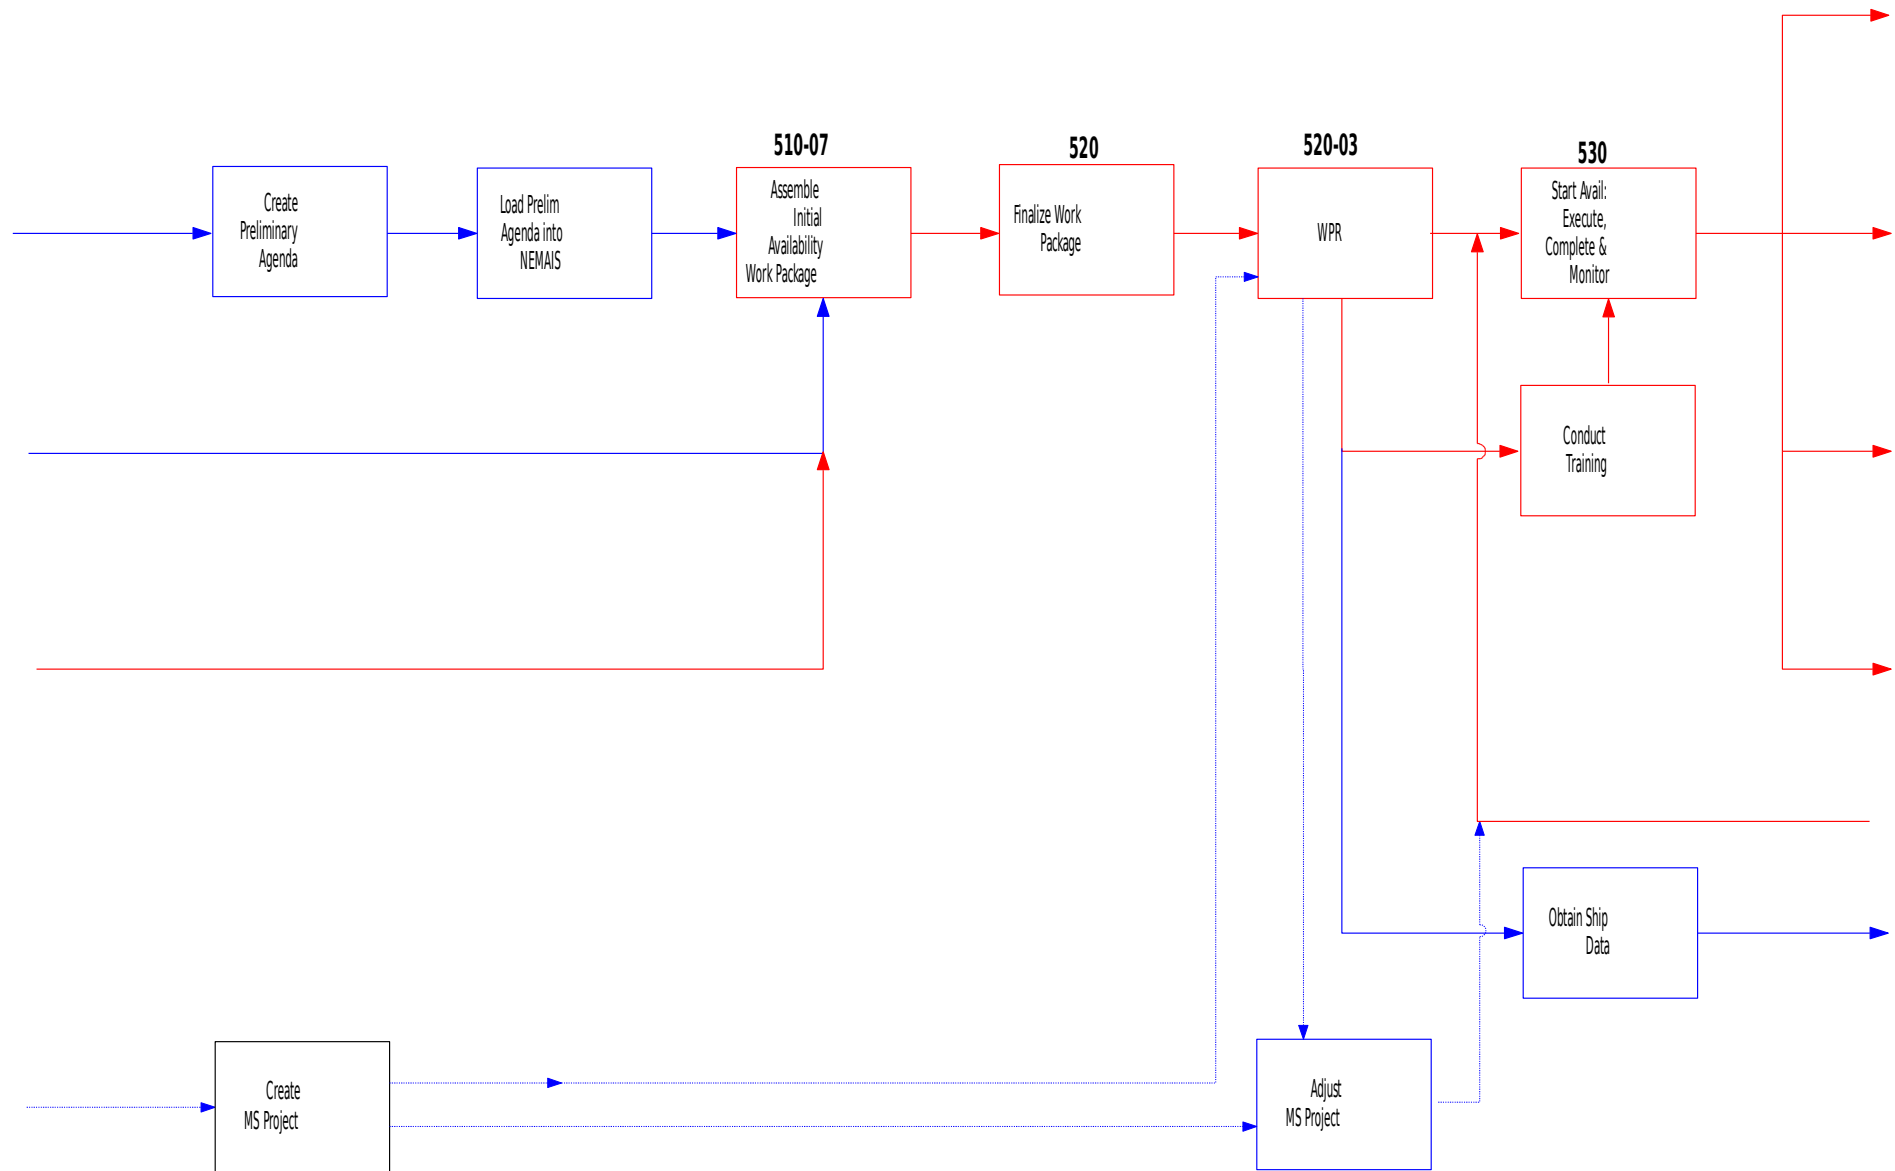 510-07
520
520-03
530
Create
Preliminary
Agenda
Load Prelim
Agenda into
NEMAIS
Assemble
Initial
Availability
Work Package
Finalize Work
Package
WPR
Start Avail:
Execute,
Complete &
Monitor
Conduct
Training
Obtain Ship
Data
Create
MS Project
Adjust
MS Project